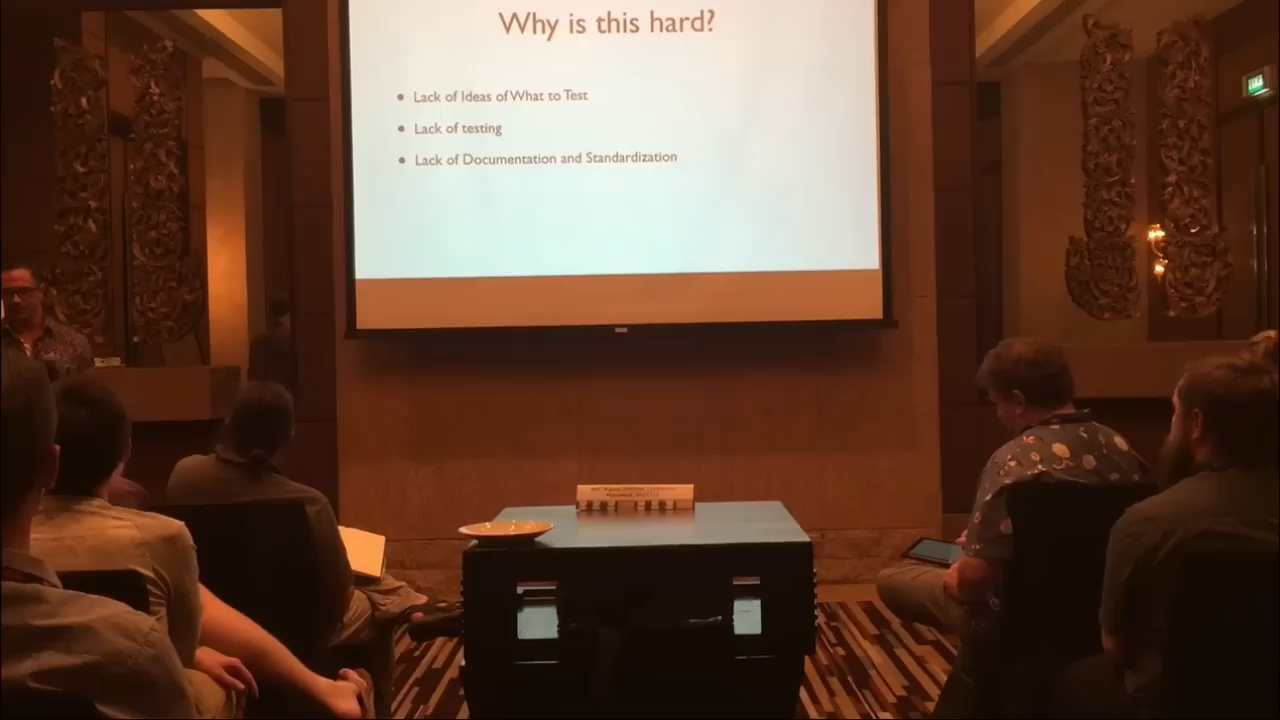 Why is this hard?
Lack of Ideas of What to Test
Lack of testing
Lack of Documentation and Standardization